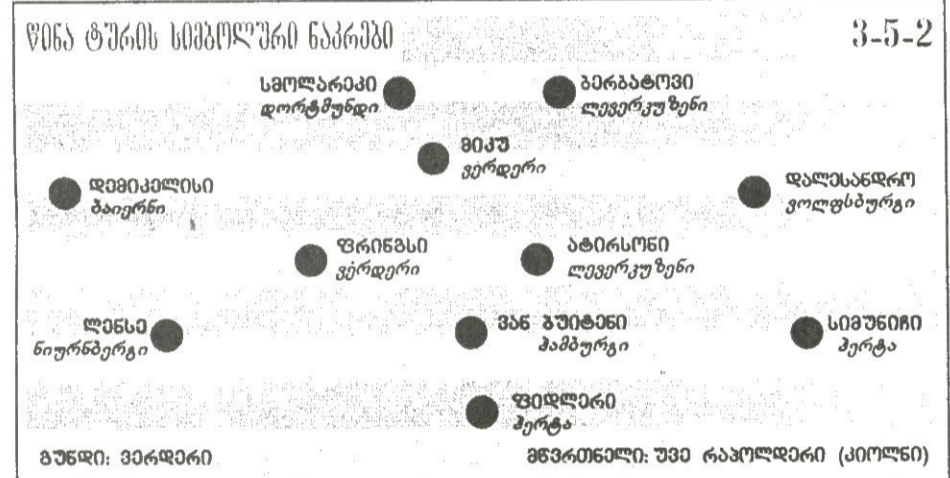 წინა ტურის სიმბოლური ნაკრები
3-5-2
სმოლარეკი
დორტმუნდი
ბერბატოვი
ლევერკუზენი
მიკუ
ვერდერი
დემიკელისი
ბაიერნი
დალესანდრო
ვოლფსბურგი
ფრინგსი
ვერდერი
ატირსონი
ლევერკუზენი
ლენსე
ნიურნბერგი
ვან ბუიტენი
ჰამბურგი
სიმუნიჩი
ჰერტა
ფიდლერი
ჰერტა
გუნდი: ვერდერი
მწვრთნელი: უვე რაპოლდერი (კიოლნი)